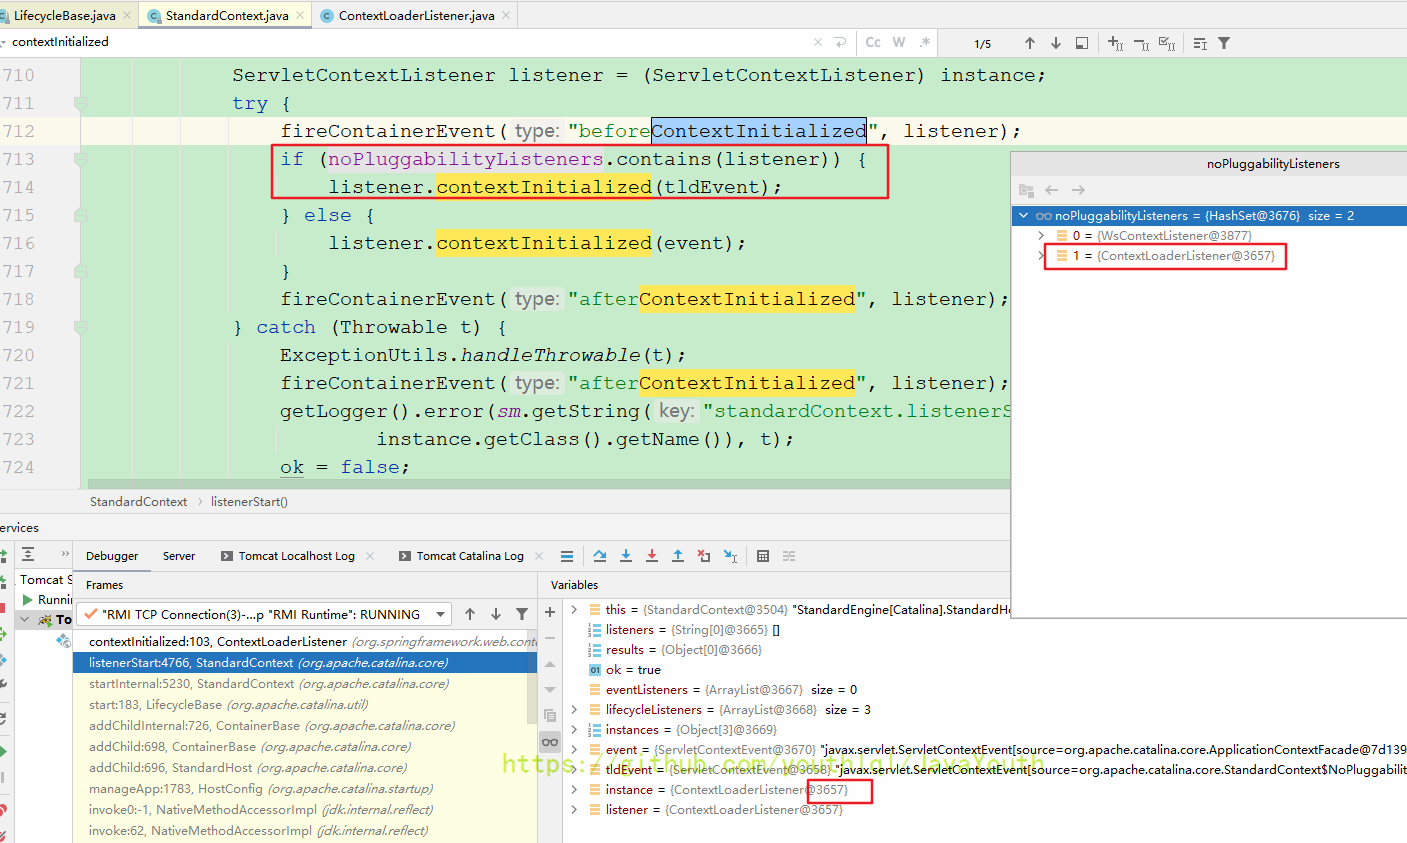 LifecycleBase.java
StandardContext.java
ContextLoaderListener.java
contextInitialized
Cc W .*
1/5
710 ServletContextListener listener = (ServletContextListener) instance;
711 try {
712 fireContainerEvent( type: "beforeContextInitialized", listener);
713 if (noPluggabilityListeners.contains(listener)) {
714 listener.contextInitialized(tldEvent);
715 } else {
716 listener.contextInitialized(event);
717 }
718 fireContainerEvent( type: "afterContextInitialized", listener);
719 } catch (Throwable t) {
720 ExceptionUtils.handleThrowable(t);
721 fireContainerEvent( type: "afterContextInitialized", listener);
722 getLogger().error(sm.getString( key: "standardContext.listenerS
723 instance.getClass().getName()), t);
724 ok = false;
noPluggabilityListeners
noPluggabilityListeners = {HashSet@3676} size = 2
0 = {WsContextListener@3877}
1 = {ContextLoaderListener@3657}
StandardContext › listenerStart()
ervices
Debugger
Server
Tomcat Localhost Log
Tomcat Catalina Log
Tomcat S
Runni
To
Frames
"RMI TCP Connection(3)-...p "RMI Runtime": RUNNING
contextInitialized:103, ContextLoaderListener (org.springframework.web.conte
listenerStart:4766, StandardContext (org.apache.catalina.core)
startInternal:5230, StandardContext (org.apache.catalina.core)
start:183, LifecycleBase (org.apache.catalina.util)
addChildInternal:726, ContainerBase (org.apache.catalina.core)
addChild:698, ContainerBase (org.apache.catalina.core)
addChild:696, StandardHost (org.apache.catalina.core)
manageApp:1783, HostConfig (org.apache.catalina.startup)
invoke0:-1, NativeMethodAccessorImpl (jdk.internal.reflect)
invoke:62, NativeMethodAccessorImpl (jdk.internal.reflect)
Variables
this = {StandardContext@3504} "StandardEngine[Catalina].StandardHo
listeners = {String[0]@3665} []
results = {Object[0]@3666}
ok = true
eventListeners = {ArrayList@3667} size = 0
lifecycleListeners = {ArrayList@3668} size = 3
instances = {Object[3]@3669}
event = {ServletContextEvent@3670} "javax.servlet.ServletContextEvent[source=org.apache.catalina.core.ApplicationContextFacade@7d139
tldEvent = {ServletContextEvent@3658} "javax.servlet.ServletContextEvent[source=org.apache.catalina.core.StandardContext$NoPluggabilit
instance = {ContextLoaderListener@3657}
listener = {ContextLoaderListener@3657}
https://github.com/youthlql/JavaYouth